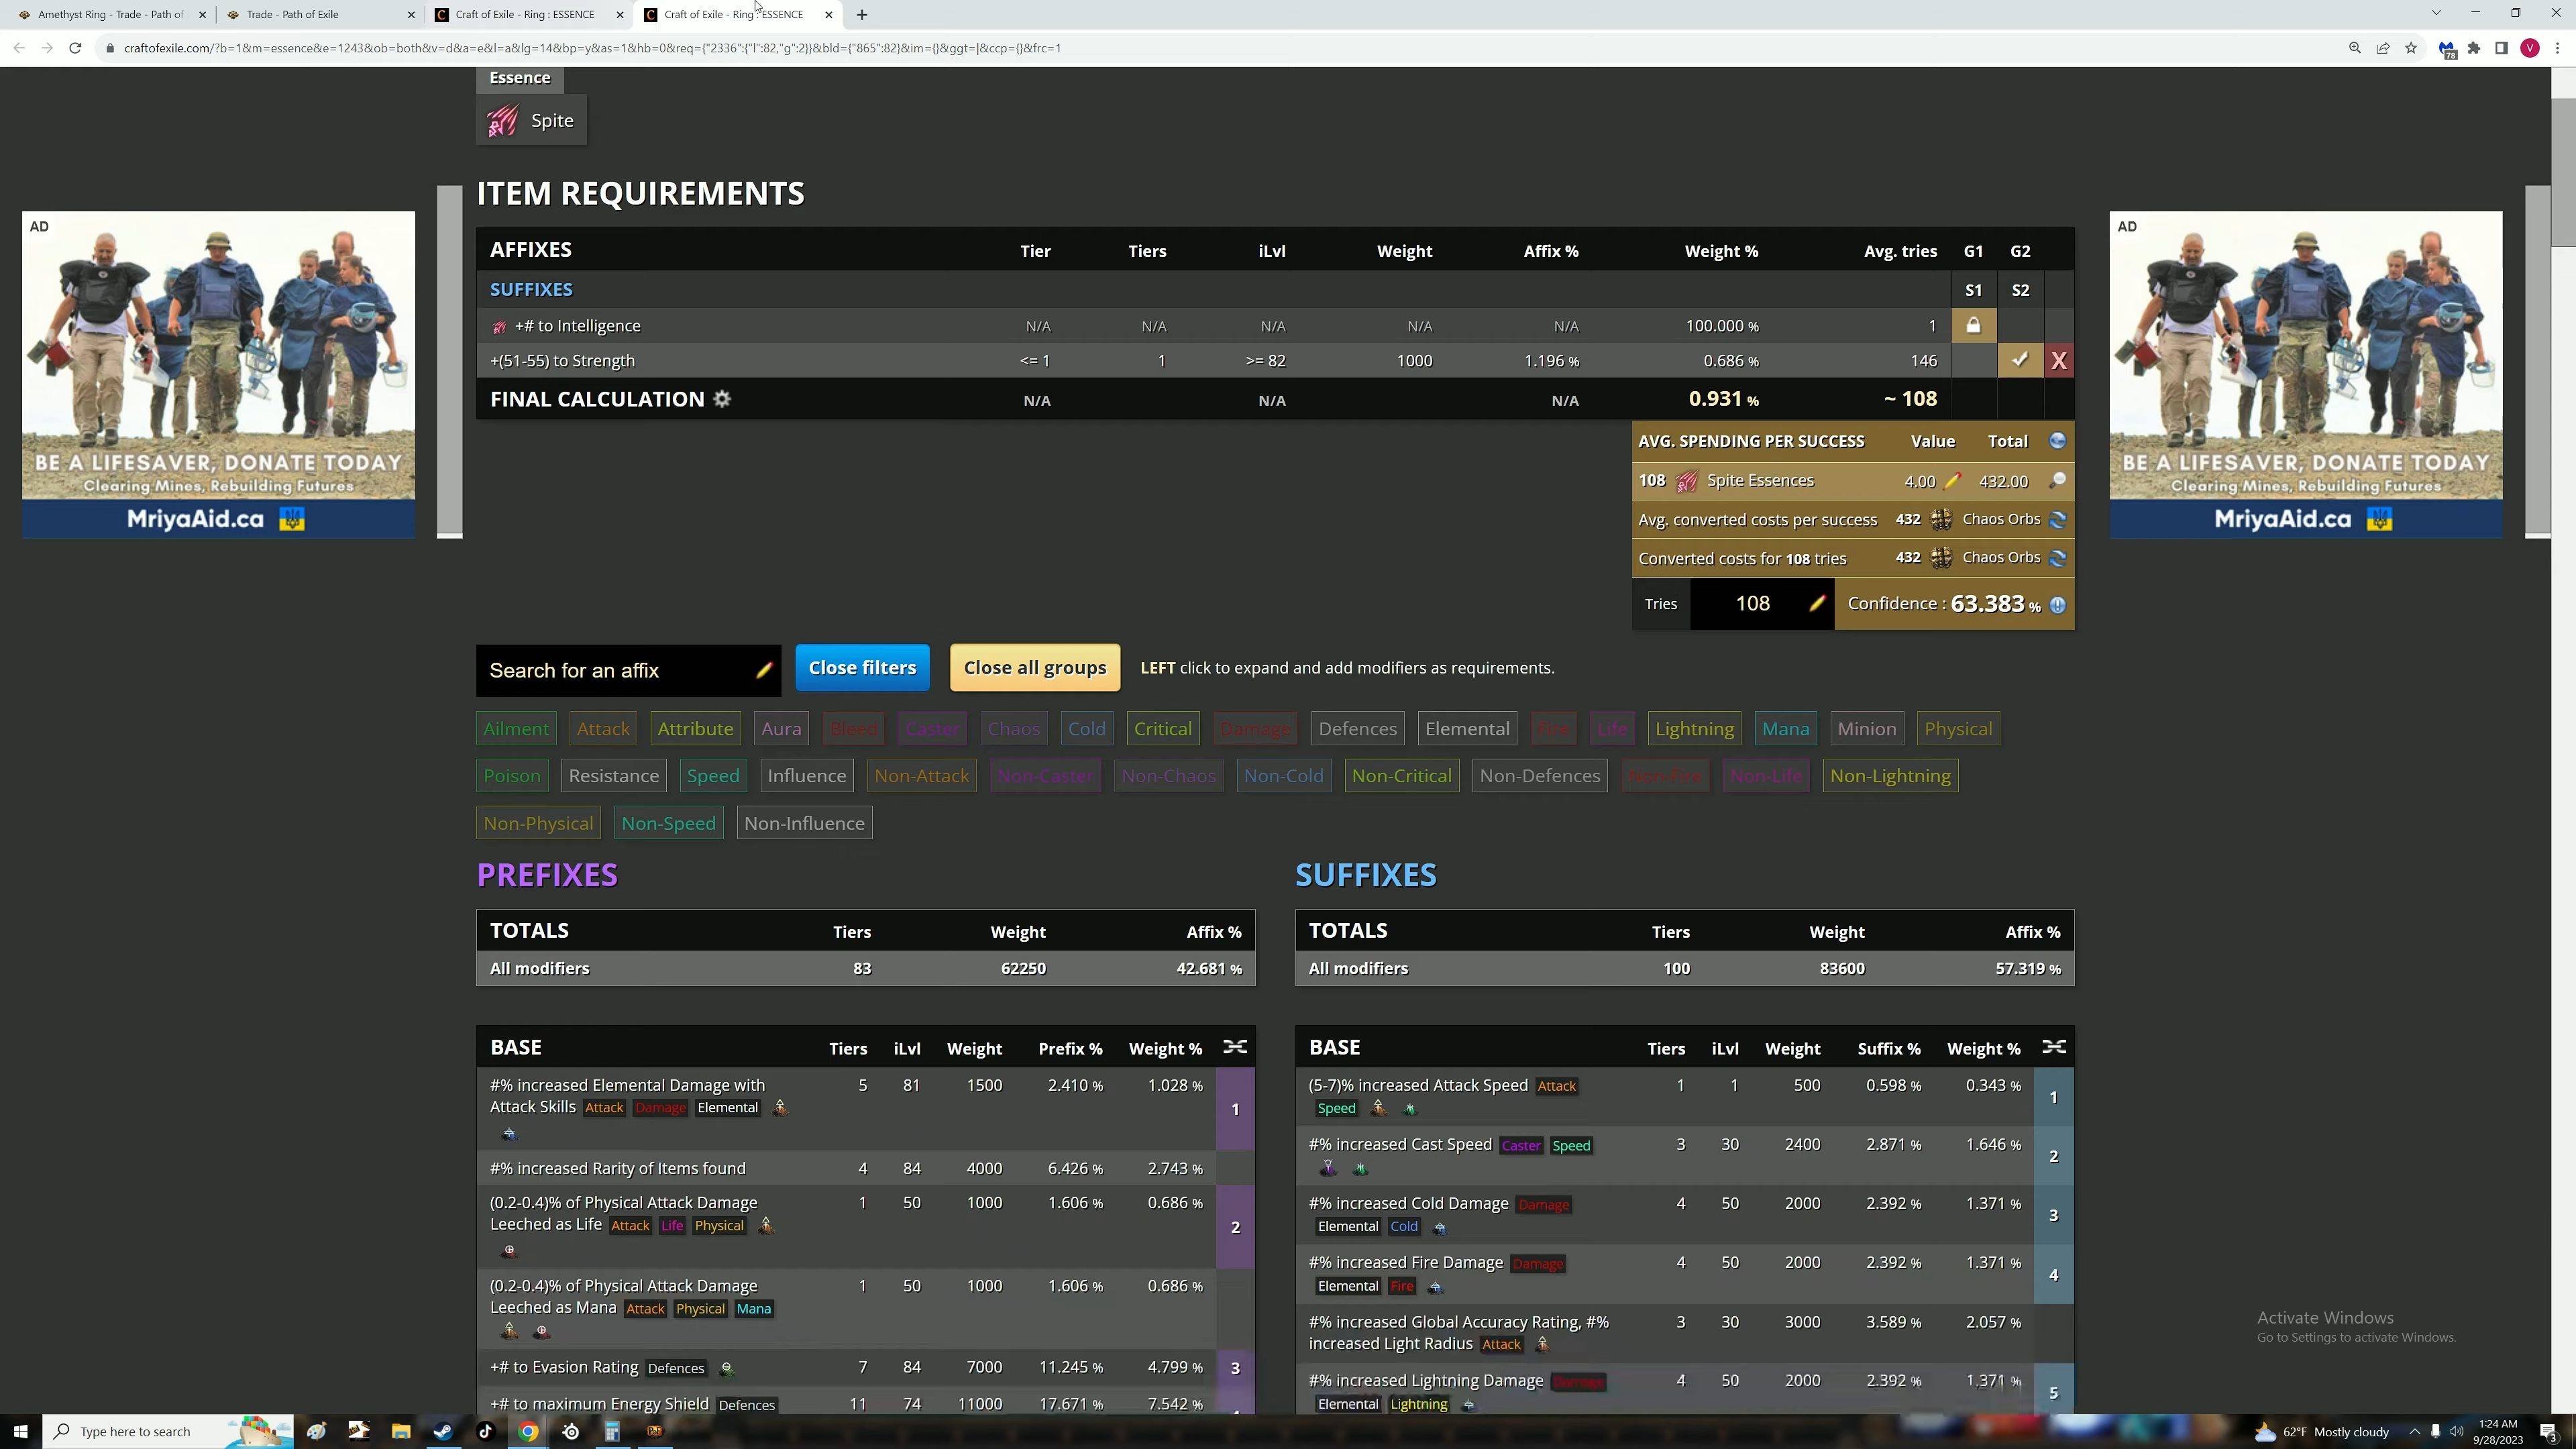 Amethyst Ring - Trade - Path of
Trade - Path of Exile
Craft of Exile - Ring : ESSENCE
Craft of Exile - Ring : ESSENCE
craftofexile.com/?b=1&m=essence&e=1243&ob=both&v=d&a=e&l=a&lg=14&bp=y&as=1&hb=0&req={"2336":{"l":82,"g":2}}&bld={"865":82}&im={}&ggt=|&ccp={}&frc=1
78
V
Essence
Spite
ITEM REQUIREMENTS
AFFIXES Tier Tiers iLvl Weight Affix % Weight % Avg. tries G1 G2
SUFFIXES S1 S2
+# to Intelligence N/A N/A N/A N/A N/A 100.000 % 1
+(51-55) to Strength <= 1 1 >= 82 1000 1.196 % 0.686 % 146 X
FINAL CALCULATION N/A N/A N/A 0.931 % ~ 108
AVG. SPENDING PER SUCCESS Value Total
108 Spite Essences 4.00 432.00
Avg. converted costs per success 432 Chaos Orbs
Converted costs for 108 tries 432 Chaos Orbs
Tries 108 Confidence : 63.383 %
AD
BE A LIFESAVER, DONATE TODAY
Clearing Mines, Rebuilding Futures
MriyaAid.ca
AD
BE A LIFESAVER, DONATE TODAY
Clearing Mines, Rebuilding Futures
MriyaAid.ca
Search for an affix Close filters Close all groups LEFT click to expand and add modifiers as requirements.
Ailment Attack Attribute Aura Bleed Caster Chaos Cold Critical Damage Defences Elemental Fire Life Lightning Mana Minion Physical
Poison Resistance Speed Influence Non-Attack Non-Caster Non-Chaos Non-Cold Non-Critical Non-Defences Non-Fire Non-Life Non-Lightning
Non-Physical Non-Speed Non-Influence
PREFIXES
TOTALS Tiers Weight Affix %
All modifiers 83 62250 42.681 %
BASE Tiers iLvl Weight Prefix % Weight %
#% increased Elemental Damage with 5 81 1500 2.410 % 1.028 %
Attack Skills Attack Damage Elemental 1
#% increased Rarity of Items found 4 84 4000 6.426 % 2.743 %
(0.2-0.4)% of Physical Attack Damage 1 50 1000 1.606 % 0.686 %
Leeched as Life Attack Life Physical 2
(0.2-0.4)% of Physical Attack Damage 1 50 1000 1.606 % 0.686 %
Leeched as Mana Attack Physical Mana
+# to Evasion Rating Defences 7 84 7000 11.245 % 4.799 % 3
+# to maximum Energy Shield Defences 11 74 11000 17.671 % 7.542 %
SUFFIXES
TOTALS Tiers Weight Affix %
All modifiers 100 83600 57.319 %
BASE Tiers iLvl Weight Suffix % Weight %
(5-7)% increased Attack Speed Attack 1 1 500 0.598 % 0.343 % 1
Speed
#% increased Cast Speed Caster Speed 3 30 2400 2.871 % 1.646 % 2
#% increased Cold Damage Damage 4 50 2000 2.392 % 1.371 % 3
Elemental Cold
#% increased Fire Damage Damage 4 50 2000 2.392 % 1.371 % 4
Elemental Fire
#% increased Global Accuracy Rating, #% 3 30 3000 3.589 % 2.057 %
increased Light Radius Attack
#% increased Lightning Damage Damage 4 50 2000 2.392 % 1.371 % 5
Elemental Lightning
Activate Windows
Go to Settings to activate Windows.
Type here to search
62°F Mostly cloudy
1:24 AM
9/28/2023
3